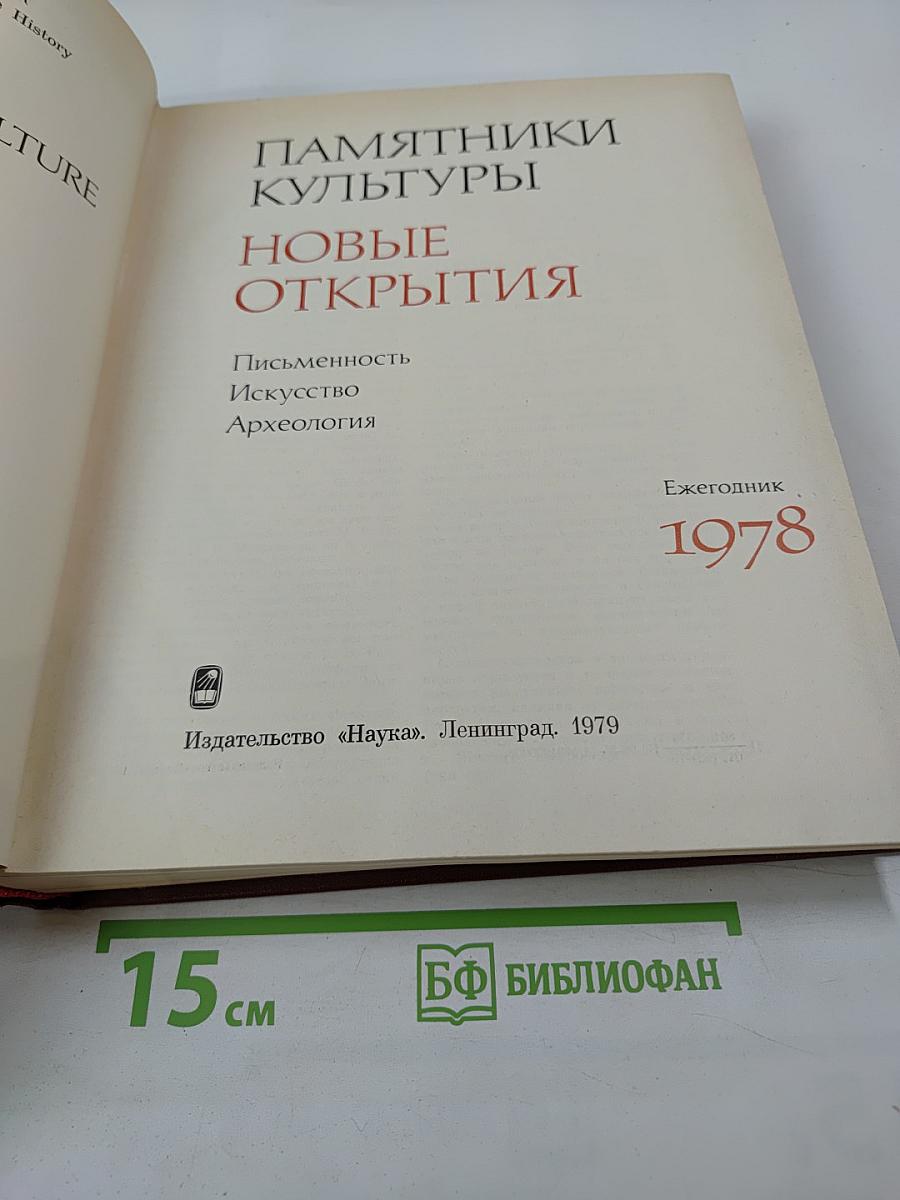 History
LTURE
ПАМЯТНИКИ
КУЛЬТУРЫ
НОВЫЕ
ОТКРЫТИЯ
Письменность
Искусство
Археология
Ежегодник
1978
Издательство «Наука». Ленинград. 1979
15 см
БФ БИБЛИОФАН